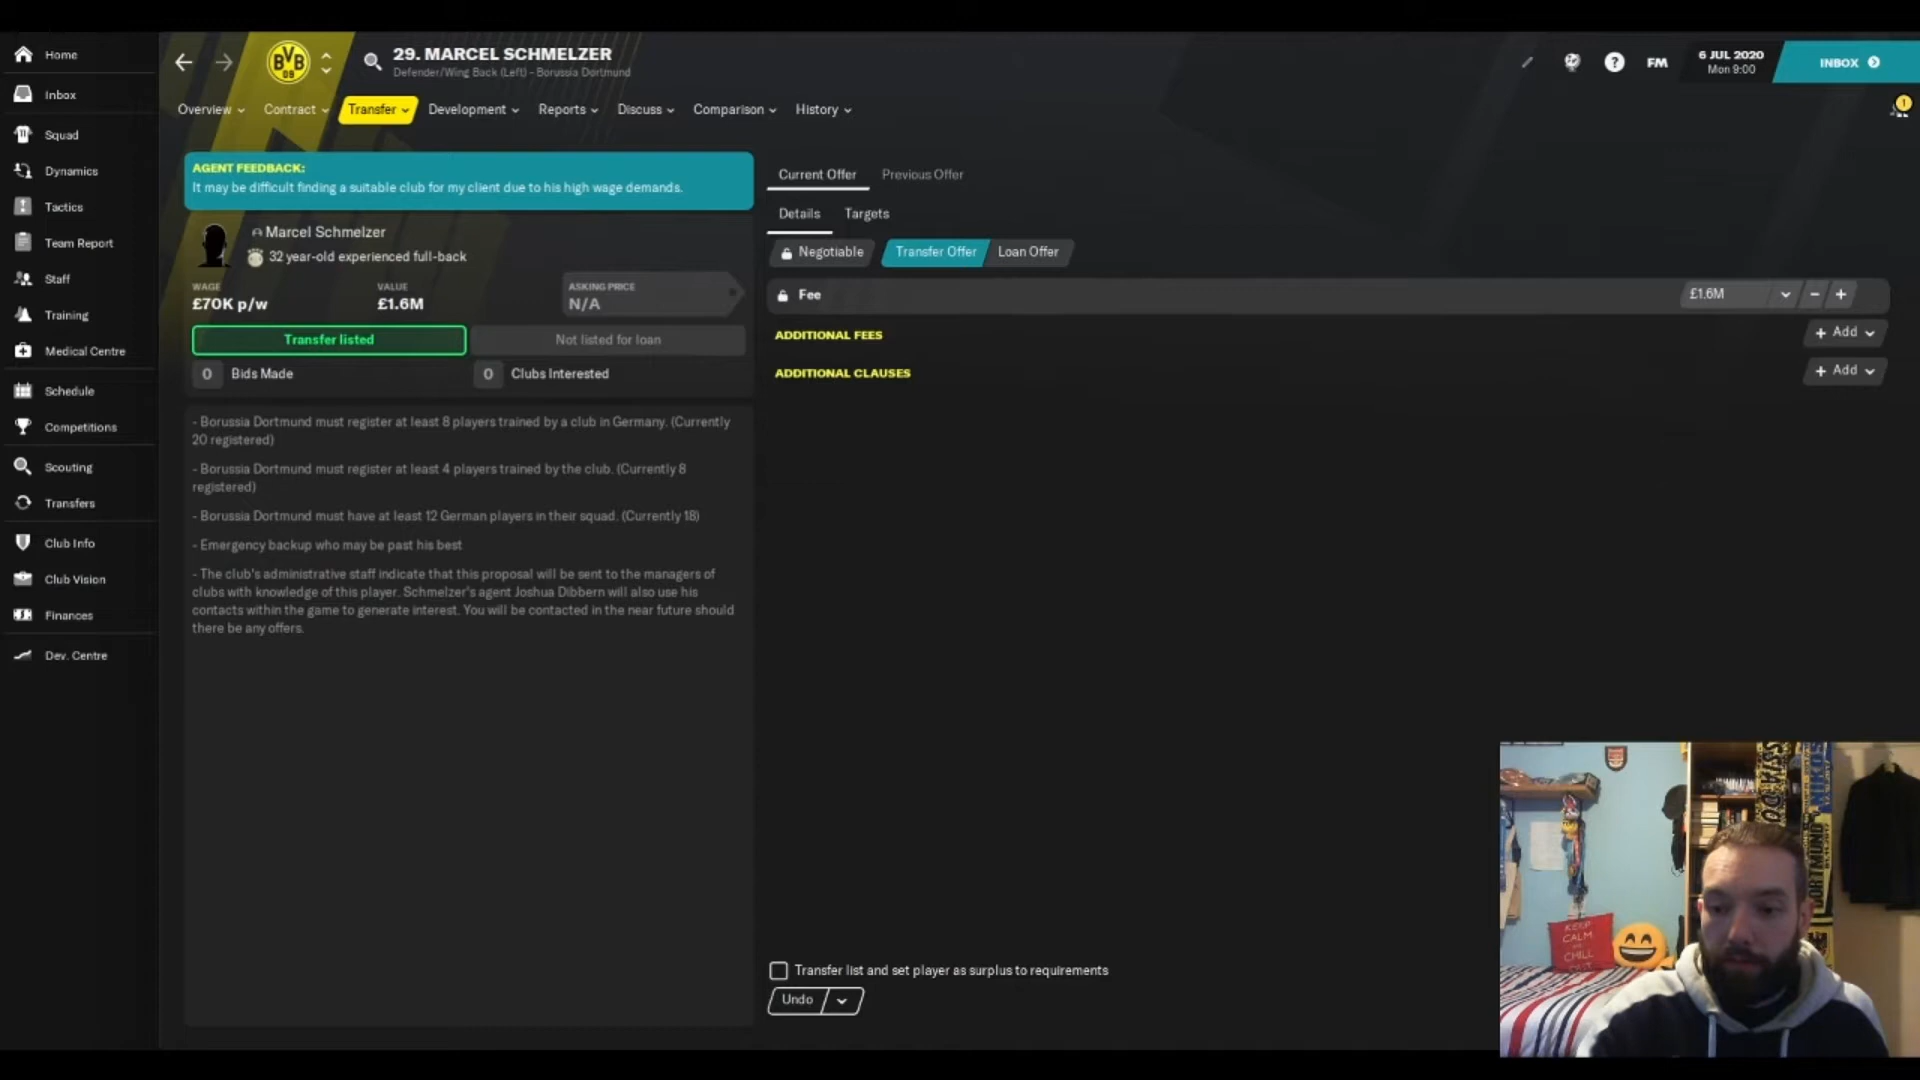 Home
Inbox
Squad
Dynamics
Tactics
Team Report
Staff
Training
Medical Centre
Schedule
Competitions
Scouting
Transfers
Club Info
Club Vision
Finances
Dev. Centre
BVB 09
29. MARCEL SCHMELZER
Defender/Wing Back (Left) - Borussia Dortmund
FM
6 JUL 2020
Mon 9:00
INBOX
Overview
Contract
Transfer
Development
Reports
Discuss
Comparison
History
AGENT FEEDBACK:
It may be difficult finding a suitable club for my client due to his high wage demands.
Marcel Schmelzer
32 year-old experienced full-back
WAGE
£70K p/w
VALUE
£1.6M
ASKING PRICE
N/A
Transfer listed
Not listed for loan
0 Bids Made
0 Clubs Interested
- Borussia Dortmund must register at least 8 players trained by a club in Germany. (Currently
20 registered)
- Borussia Dortmund must register at least 4 players trained by the club. (Currently 8
registered)
- Borussia Dortmund must have at least 12 German players in their squad. (Currently 18)
- Emergency backup who may be past his best
- The club's administrative staff indicate that this proposal will be sent to the managers of
clubs with knowledge of this player. Schmelzer's agent Joshua Dibbern will also use his
contacts within the game to generate interest. You will be contacted in the near future should
there be any offers.
Current Offer
Previous Offer
Details
Targets
Negotiable
Transfer Offer
Loan Offer
Fee
£1.6M
- +
ADDITIONAL FEES
+ Add
ADDITIONAL CLAUSES
+ Add
Transfer list and set player as surplus to requirements
Undo
KEEP
CALM
CHILL
DORTMUND